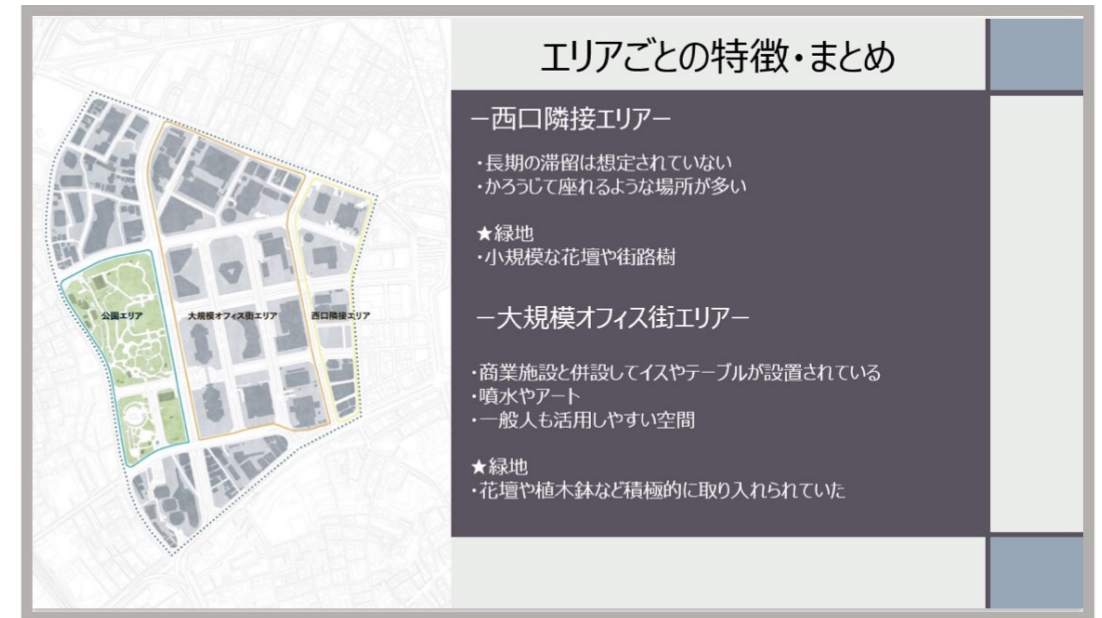 エリアごとの特徴・まとめ
－西口隣接エリア－
・長期の滞留は想定されていない
・かろうじて座れるような場所が多い
★緑地
・小規模な花壇や街路樹
－大規模オフィス街エリア－
・商業施設と併設してイスやテーブルが設置されている
・噴水やアート
・一般人も活用しやすい空間
★緑地
・花壇や植木鉢など積極的に取り入れられていた
公園エリア
大規模オフィス街エリア
西口隣接エリア